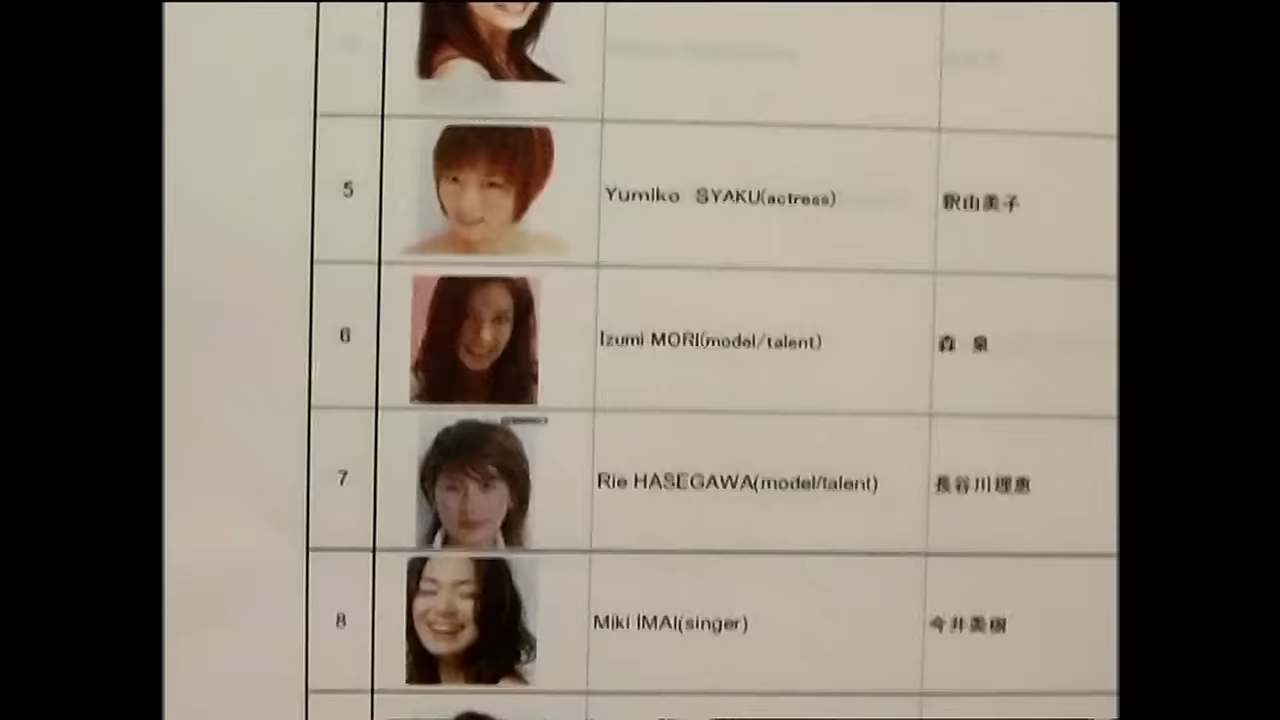 5 Yumiko SYAKU(actress) 釈由美子
6 Izumi MORI(model/talent) 森 泉
7 Rie HASEGAWA(model/talent) 長谷川理恵
8 Miki IMAI(singer) 今井美樹